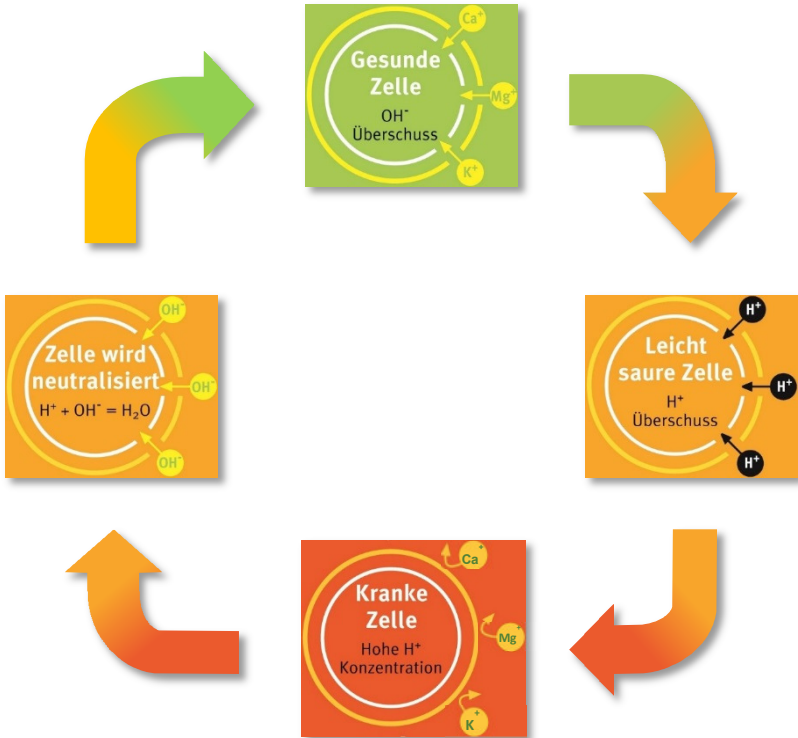 Gesunde
Zelle
OH⁻
Überschuss
Ca⁺
Mg⁺
K⁺
Leicht
saure Zelle
H⁺
Überschuss
H⁺
H⁺
H⁺
Kranke
Zelle
Hohe H⁺
Konzentration
Ca⁺
Mg⁺
K⁺
Zelle wird
neutralisiert
H⁺ + OH⁻ = H₂O
OH⁻
OH⁻
OH⁻